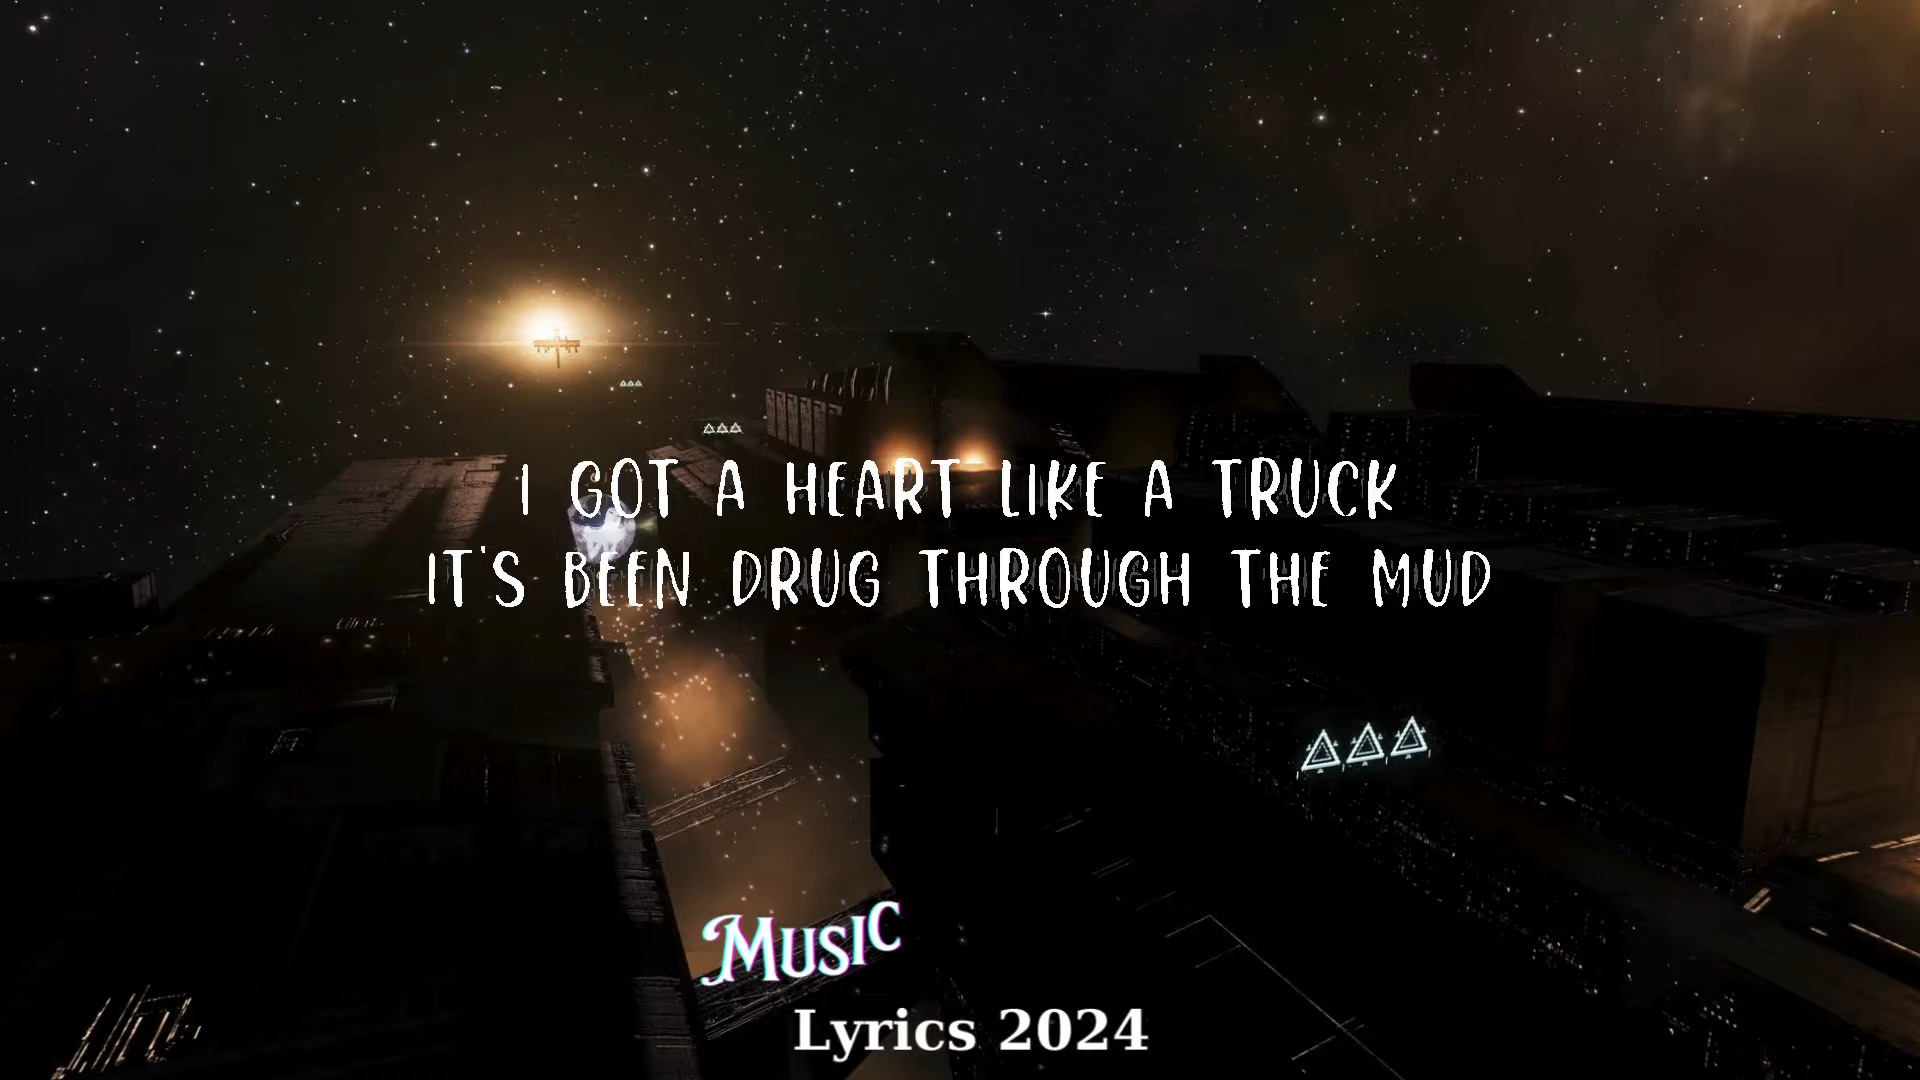 I GOT A HEART LIKE A TRUCK
IT'S BEEN DRUG THROUGH THE MUD
MUSIC
Lyrics 2024